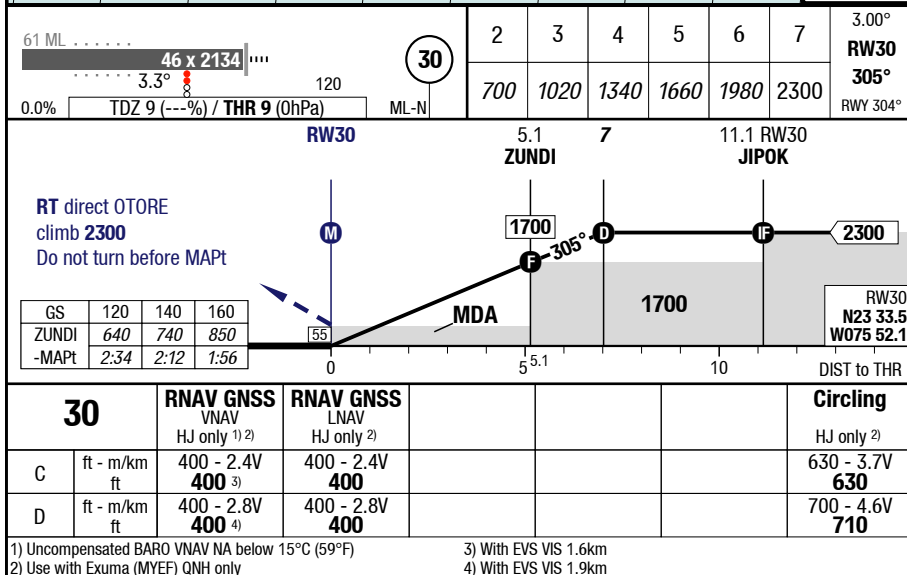 61 ML
46 x 2134
3.3° 120
0.0% TDZ 9 (---%) / THR 9 (0hPa) ML-N
30
2 3 4 5 6 7
700 1020 1340 1660 1980 2300
3.00°
RW30
305°
RWY 304°
RW30 5.1 7 11.1 RW30
ZUNDI JIPOK
RT direct OTORE
climb 2300
Do not turn before MAPt
M
1700
F
305°
D
IF
2300
MDA
1700
55
RW30
N23 33.5
W075 52.1
GS 120 140 160
ZUNDI 640 740 850
-MAPt 2:34 2:12 1:56
0 5 5.1 10 DIST to THR
30
RNAV GNSS RNAV GNSS Circling
VNAV LNAV
HJ only 1) 2) HJ only 2) HJ only 2)
C ft - m/km 400 - 2.4V 400 - 2.4V 630 - 3.7V
ft 400 3) 400 630
D ft - m/km 400 - 2.8V 400 - 2.8V 700 - 4.6V
ft 400 4) 400 710
1) Uncompensated BARO VNAV NA below 15°C (59°F) 3) With EVS VIS 1.6km
2) Use with Exuma (MYEF) QNH only 4) With EVS VIS 1.9km